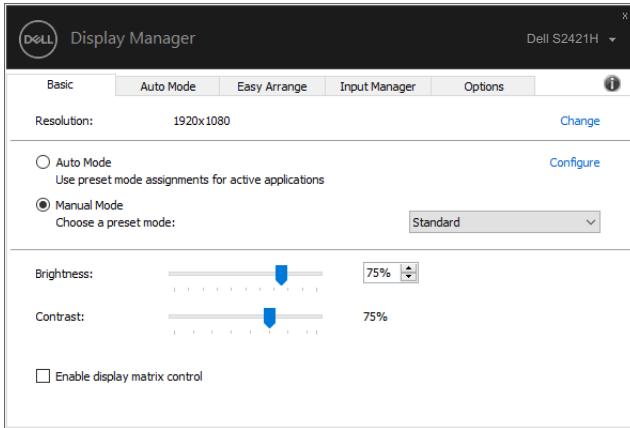 x
DELL Display Manager Dell S2421H
Basic Auto Mode Easy Arrange Input Manager Options i
Resolution: 1920x1080 Change
Auto Mode Configure
Use preset mode assignments for active applications
Manual Mode
Choose a preset mode: Standard
Brightness: 75%
Contrast: 75%
Enable display matrix control